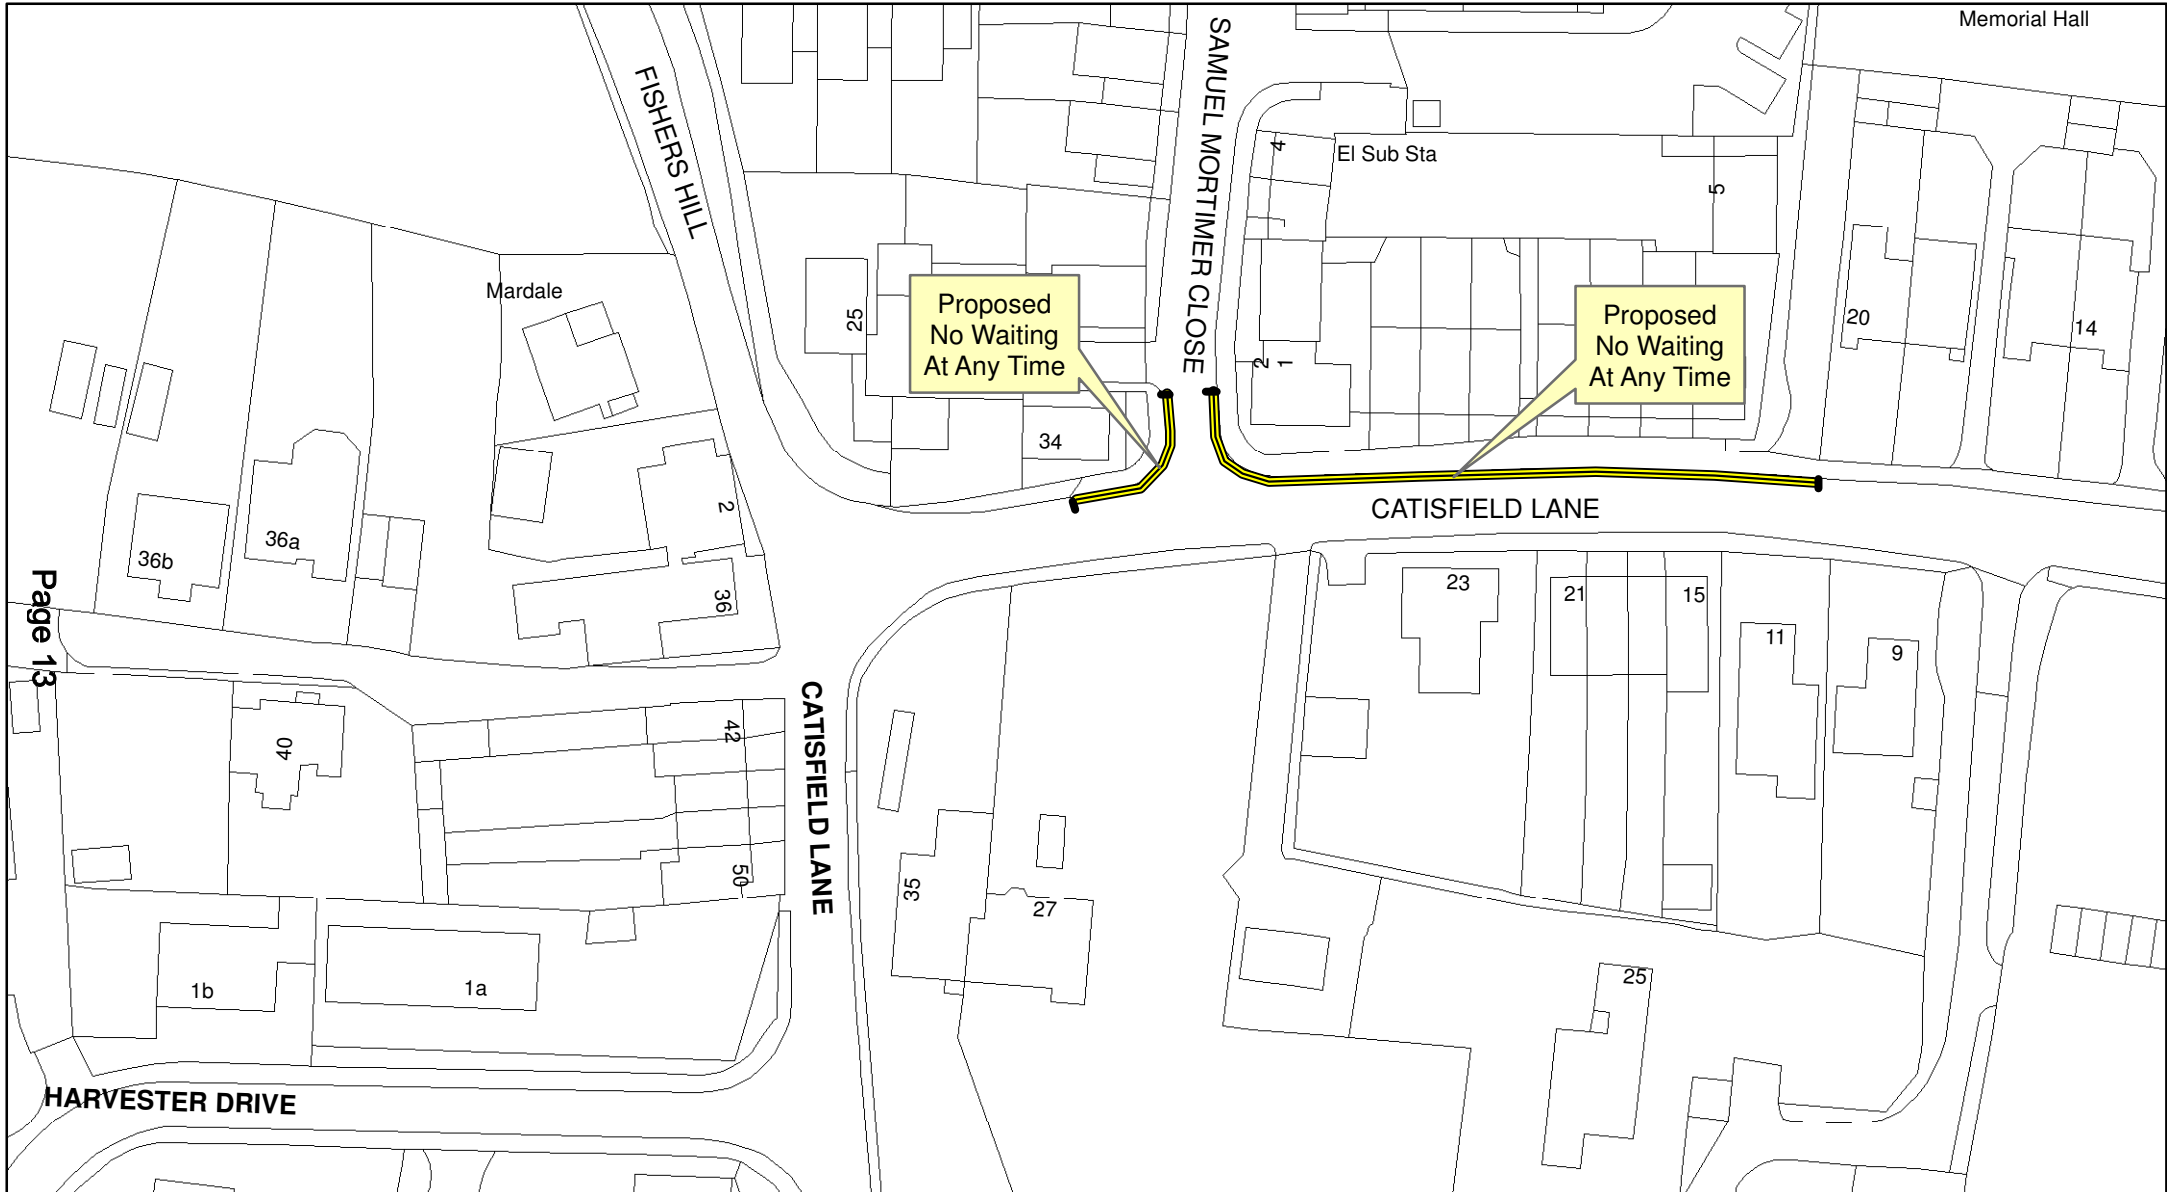 Memorial Hall
SAMUEL MORTIMER CLOSE
FISHERS HILL
4
El Sub Sta
5
Mardale
25
Proposed
No Waiting
At Any Time
Proposed
No Waiting
At Any Time
20
14
2
1
34
2
CATISFIELD LANE
36a
36b
36
Page 13
23
21
15
11
9
42
40
CATISFIELD LANE
50
35
27
25
1b
1a
HARVESTER DRIVE